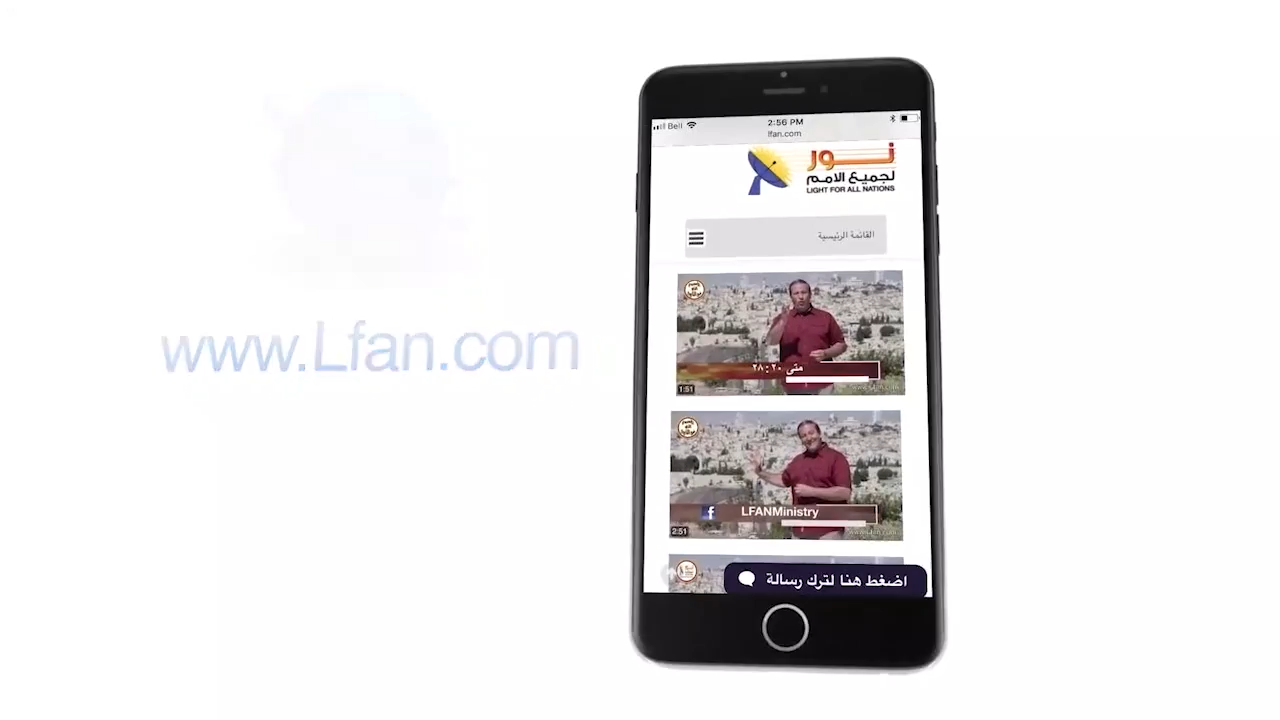 www.Lfan.com
Bell
2:56 PM
lfan.com
نور
لجميع الامم
LIGHT FOR ALL NATIONS
القائمة الرئيسية
متى ٢٨:٢٠
1:51
LFANMinistry
2:51
اضغط هنا لترك رسالة